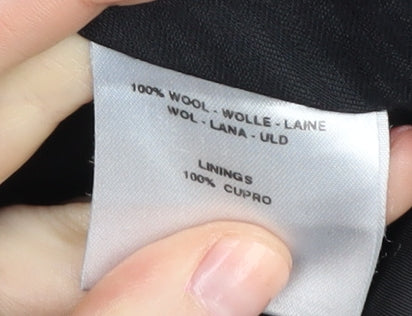 100% WOOL - WOLLE - LAINE
WOL - LANA - ULD
LININGS
100% CUPRO